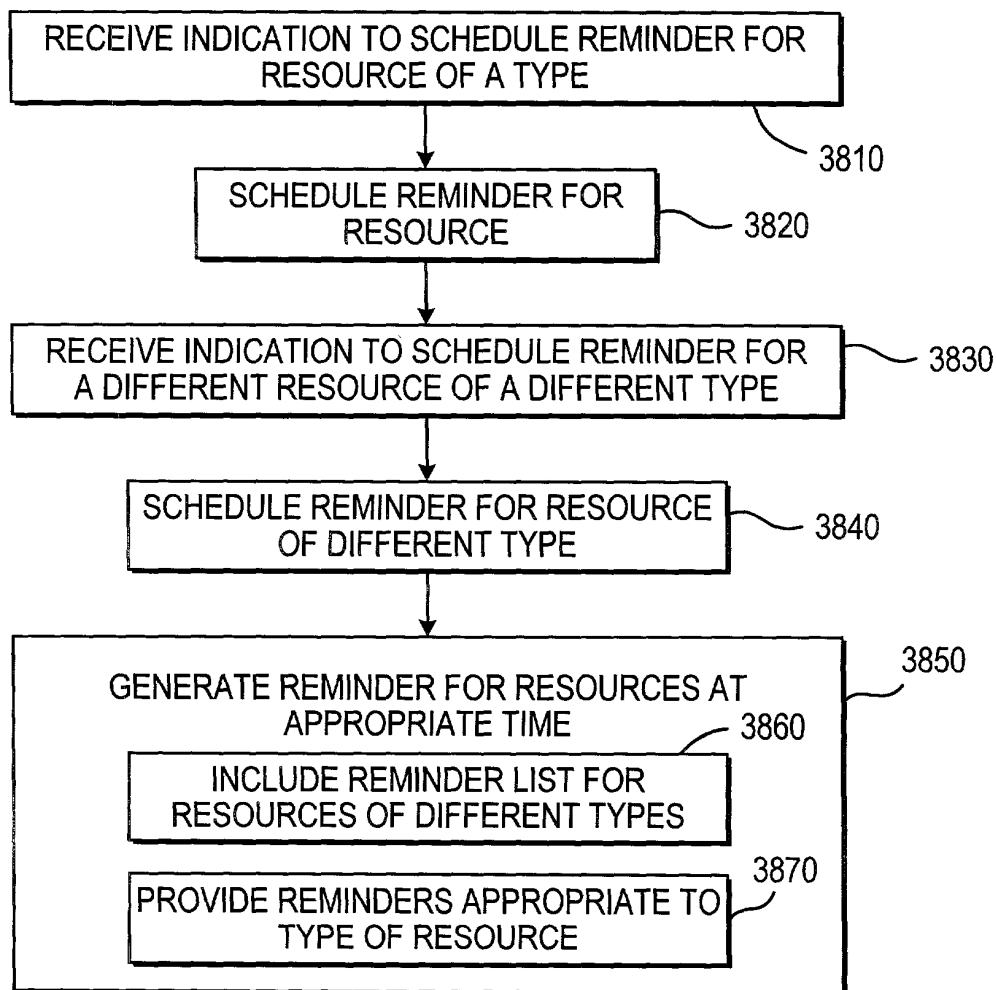 RECEIVE INDICATION TO SCHEDULE REMINDER FOR
RESOURCE OF A TYPE
3810
SCHEDULE REMINDER FOR
RESOURCE
3820
RECEIVE INDICATION TO SCHEDULE REMINDER FOR
A DIFFERENT RESOURCE OF A DIFFERENT TYPE
3830
SCHEDULE REMINDER FOR RESOURCE
OF DIFFERENT TYPE
3840
3850
GENERATE REMINDER FOR RESOURCES AT
APPROPRIATE TIME
3860
INCLUDE REMINDER LIST FOR
RESOURCES OF DIFFERENT TYPES
3870
PROVIDE REMINDERS APPROPRIATE TO
TYPE OF RESOURCE